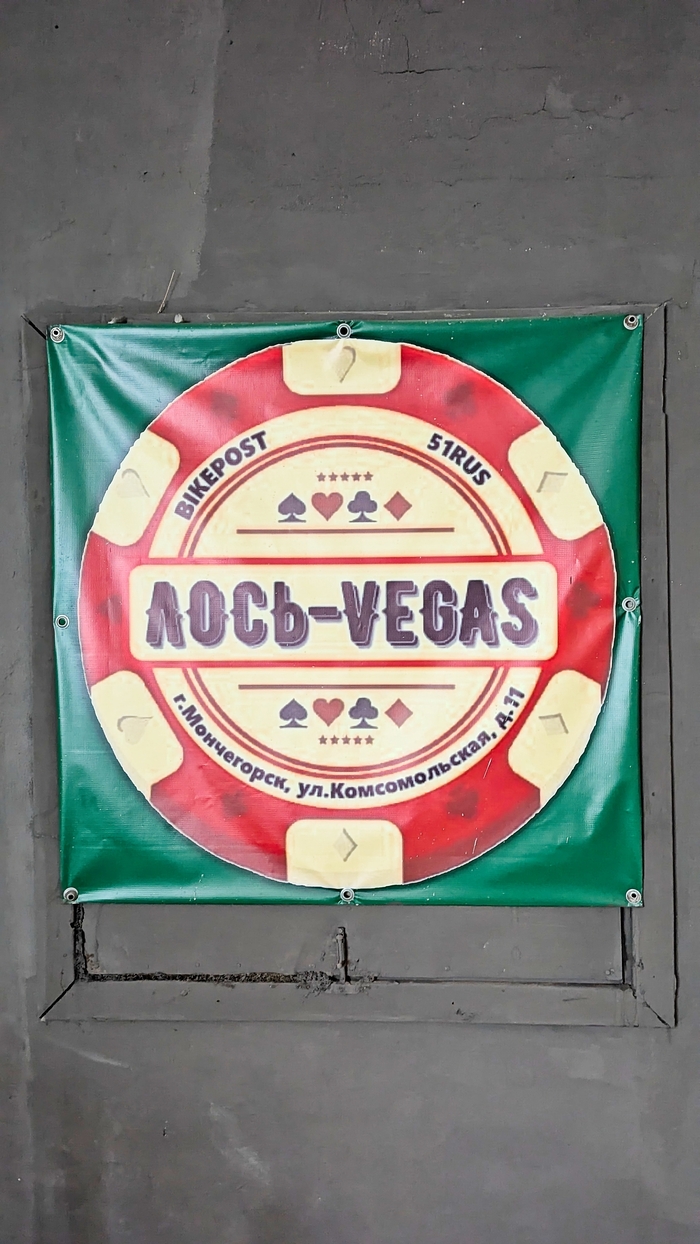 BIKEPOST 51RUS
ЛОСЬ-VEGAS
г.Мончегорск, ул.Комсомольская, д.11